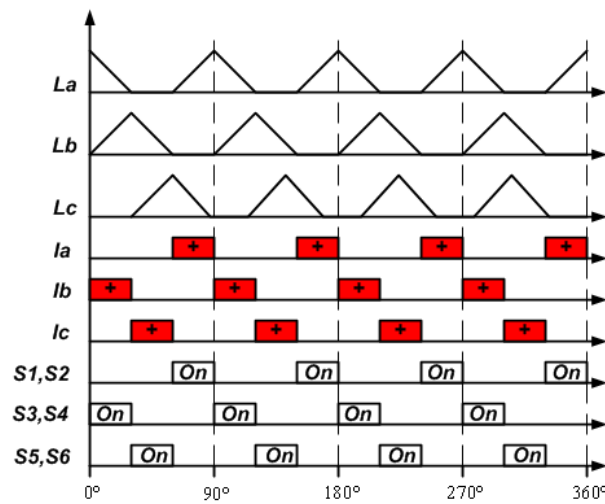 La
Lb
Lc
Ia + + + +
Ib + + + +
Ic + + + +
S1,S2 On On On On
S3,S4 On On On On
S5,S6 On On On On
0° 90° 180° 270° 360°